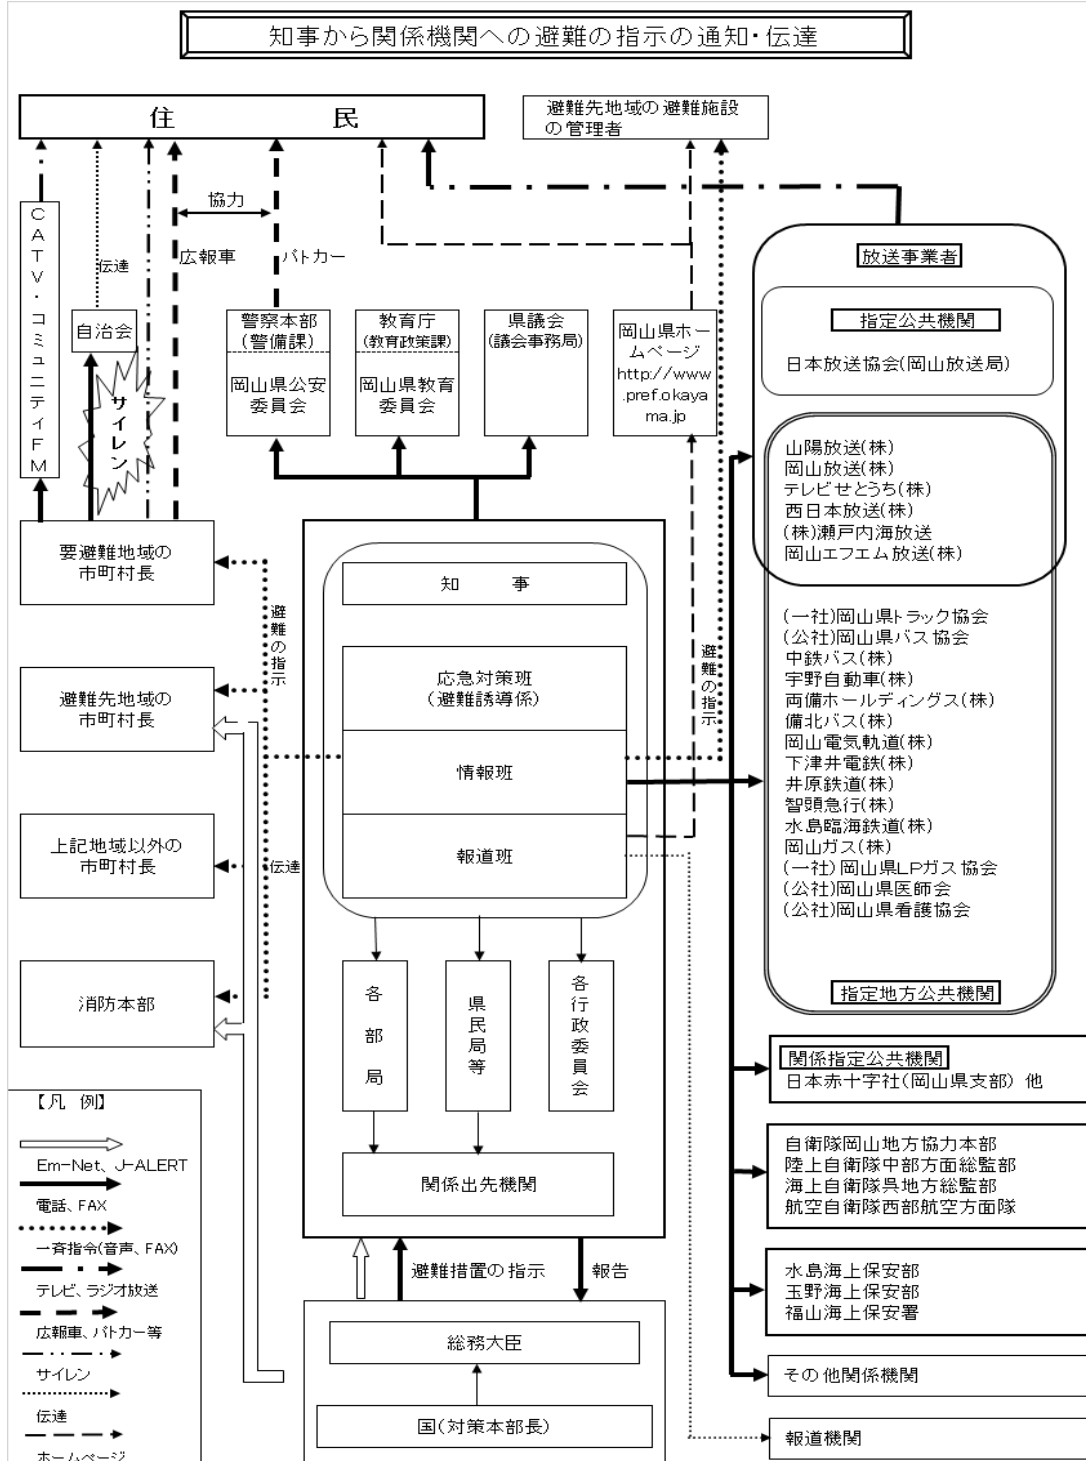 知事から関係機関への避難の指示の通知・伝達
住　民
避難先地域の避難施設
の管理者
協力
広報車
パトカー
伝達
CATV・コミュニティFM
自治会
サイレン
警察本部
(警備課)
岡山県公安
委員会
教育庁
(教育政策課)
岡山県教育
委員会
県議会
(議会事務局)
岡山県ホー
ムページ
http://www
.pref.okaya
ma.jp
放送事業者
指定公共機関
日本放送協会(岡山放送局)
山陽放送(株)
岡山放送(株)
テレビせとうち(株)
西日本放送(株)
(株)瀬戸内海放送
岡山エフエム放送(株)
(一社)岡山県トラック協会
(公社)岡山県バス協会
中鉄バス(株)
宇野自動車(株)
両備ホールディングス(株)
備北バス(株)
岡山電気軌道(株)
下津井電鉄(株)
井原鉄道(株)
智頭急行(株)
水島臨海鉄道(株)
岡山ガス(株)
(一社)岡山県LPガス協会
(公社)岡山県医師会
(公社)岡山県看護協会
指定地方公共機関
要避難地域の
市町村長
避難先地域の
市町村長
上記地域以外の
市町村長
消防本部
避難の指示
伝達
知　事
応急対策班
(避難誘導係)
情報班
報道班
避難の指示
各部局
県民局等
各行政委員会
関係出先機関
避難措置の指示
報告
総務大臣
国(対策本部長)
関係指定公共機関
日本赤十字社(岡山県支部) 他
自衛隊岡山地方協力本部
陸上自衛隊中部方面総監部
海上自衛隊呉地方総監部
航空自衛隊西部航空方面隊
水島海上保安部
玉野海上保安部
福山海上保安署
その他関係機関
報道機関
【凡　例】
Em-Net、J-ALERT
電話、FAX
一斉指令(音声、FAX)
テレビ、ラジオ放送
広報車、パトカー等
サイレン
伝達
ホームページ